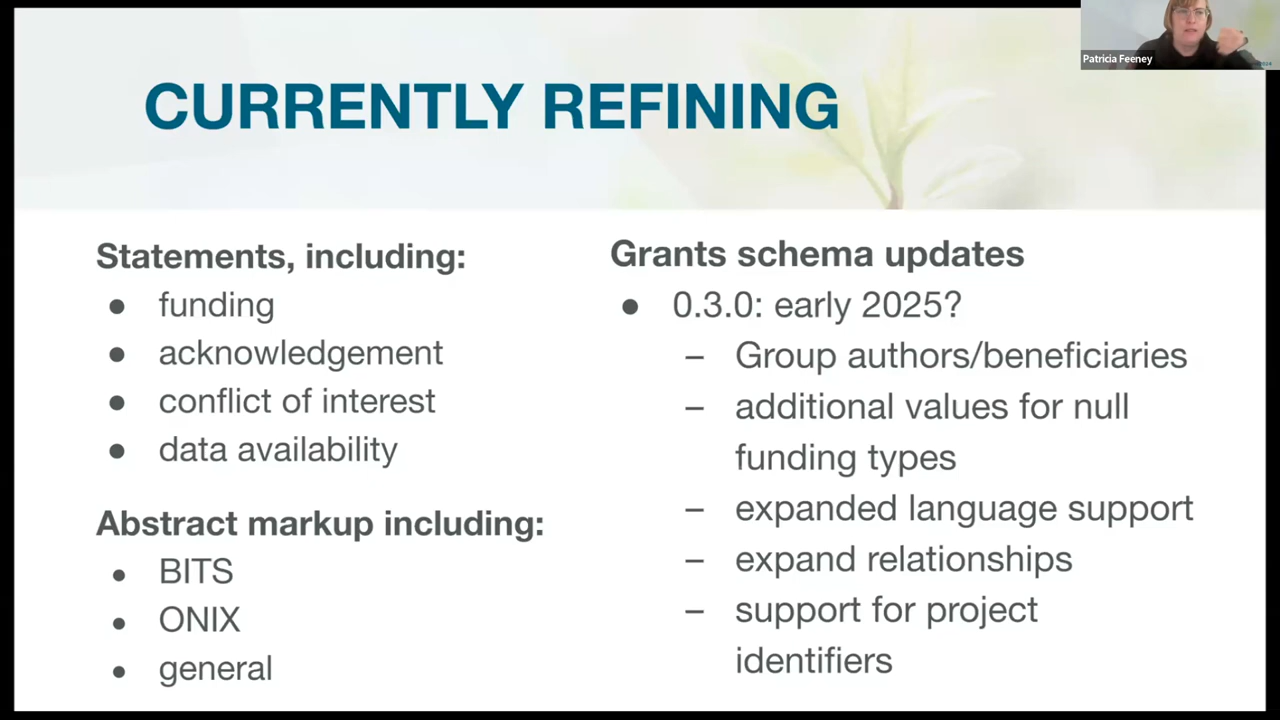 Patricia Feeney
CURRENTLY REFINING
Statements, including:
● funding
● acknowledgement
● conflict of interest
● data availability
Abstract markup including:
● BITS
● ONIX
● general
Grants schema updates
● 0.3.0: early 2025?
– Group authors/beneficiaries
– additional values for null
funding types
– expanded language support
– expand relationships
– support for project
identifiers